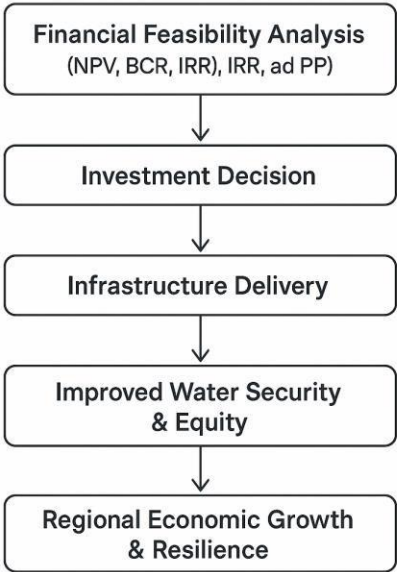 Financial Feasibility Analysis
(NPV, BCR, IRR), IRR, ad PP)
Investment Decision
Infrastructure Delivery
Improved Water Security
& Equity
Regional Economic Growth
& Resilience